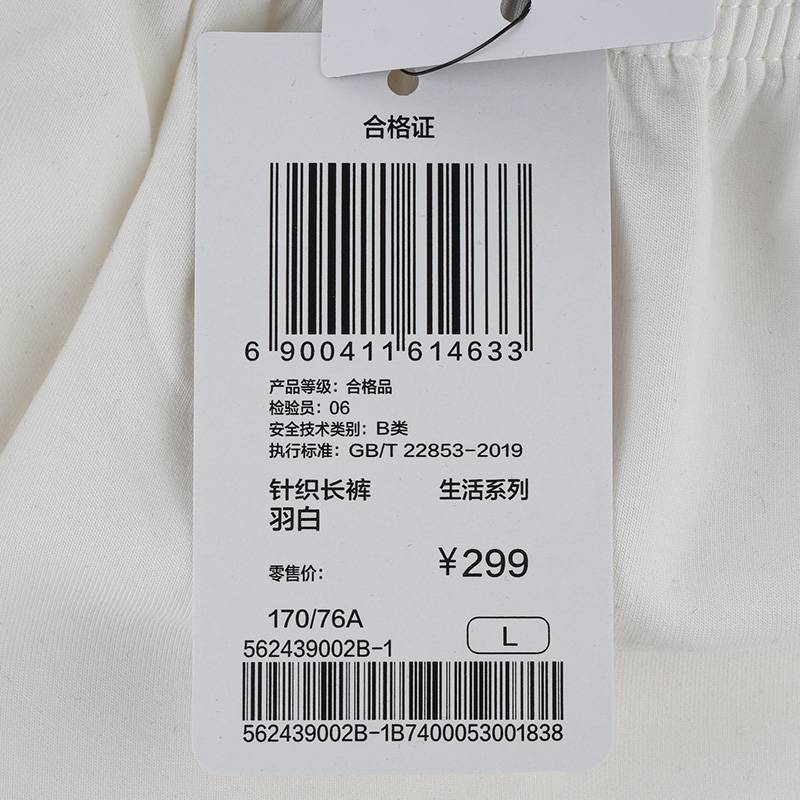 合格证
6 900411 614633
产品等级：合格品
检验员：06
安全技术类别：B类
执行标准：GB/T 22853-2019
针织长裤 生活系列
羽白
零售价： ¥299
170/76A L
562439002B-1
562439002B-1B7400053001838